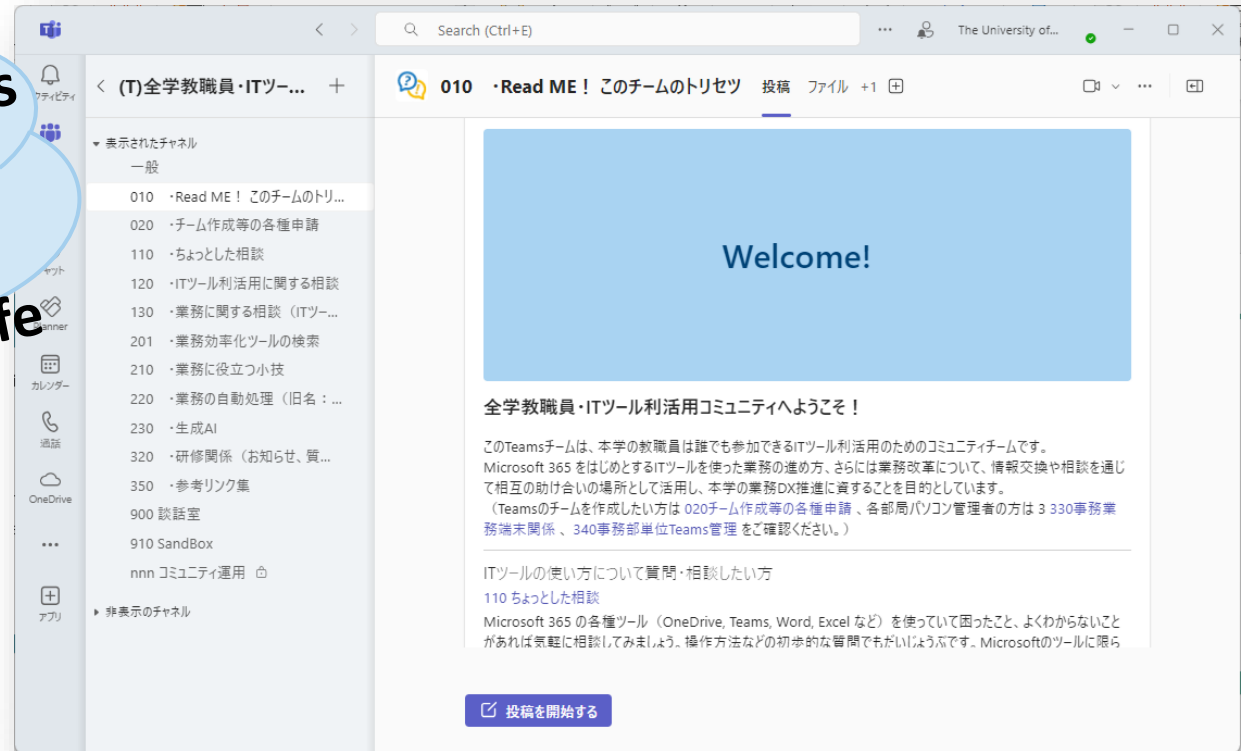 Search (Ctrl+E)
The University of...
s
クティビティ
ャット
fe
Planner
カレンダー
通話
OneDrive
アプリ
(T)全学教職員・ITツー...
表示されたチャネル
一般
010 ・Read ME！ このチームのトリ...
020 ・チーム作成等の各種申請
110 ・ちょっとした相談
120 ・ITツール利活用に関する相談
130 ・業務に関する相談（ITツー...
201 ・業務効率化ツールの検索
210 ・業務に役立つ小技
220 ・業務の自動処理（旧名：...
230 ・生成AI
320 ・研修関係（お知らせ、質...
350 ・参考リンク集
900 談話室
910 SandBox
nnn コミュニティ運用
非表示のチャネル
010 ・Read ME！ このチームのトリセツ 投稿 ファイル +1
Welcome!
全学教職員・ITツール利活用コミュニティへようこそ！
このTeamsチームは、本学の教職員は誰でも参加できるITツール利活用のためのコミュニティチームです。
Microsoft 365 をはじめとするITツールを使った業務の進め方、さらには業務改革について、情報交換や相談を通じ
て相互の助け合いの場所として活用し、本学の業務DX推進に資することを目的としています。
（Teamsのチームを作成したい方は 020チーム作成等の各種申請 、各部局パソコン管理者の方は 3 330事務業
務端末関係 、 340事務部単位Teams管理 をご確認ください。）
ITツールの使い方について質問・相談したい方
110 ちょっとした相談
Microsoft 365 の各種ツール（OneDrive, Teams, Word, Excel など）を使っていて困ったこと、よくわからないこと
があれば気軽に相談してみましょう。操作方法などの初歩的な質問でもだいじょうぶです。Microsoftのツールに限ら
投稿を開始する